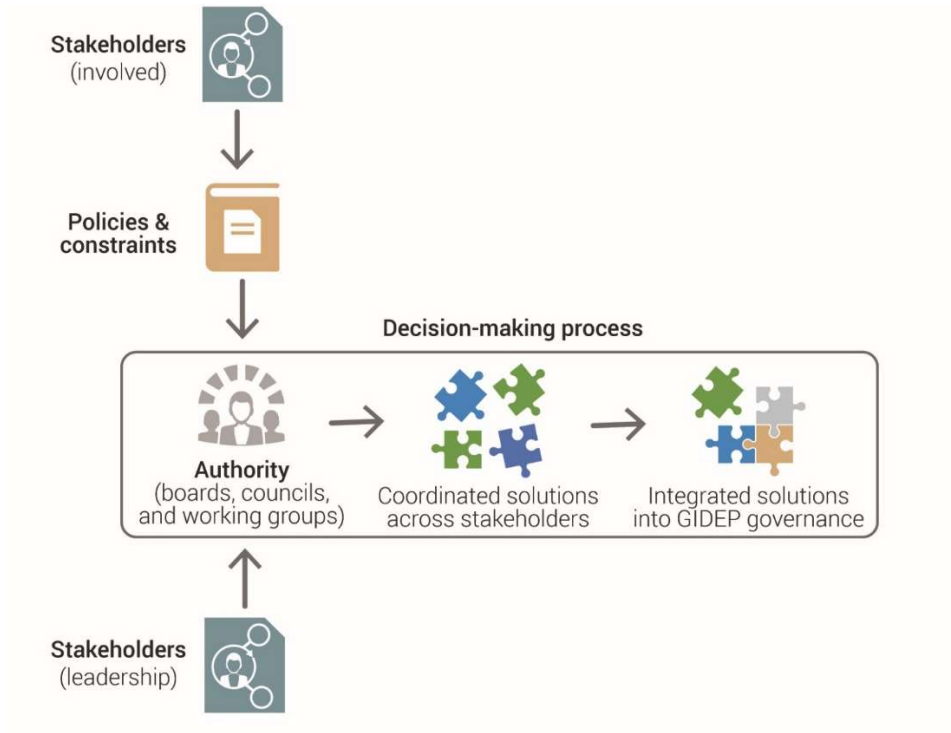 Stakeholders
(involved)
Policies &
constraints
Decision-making process
Authority
(boards, councils,
and working groups)
Coordinated solutions
across stakeholders
Integrated solutions
into GIDEP governance
Stakeholders
(leadership)